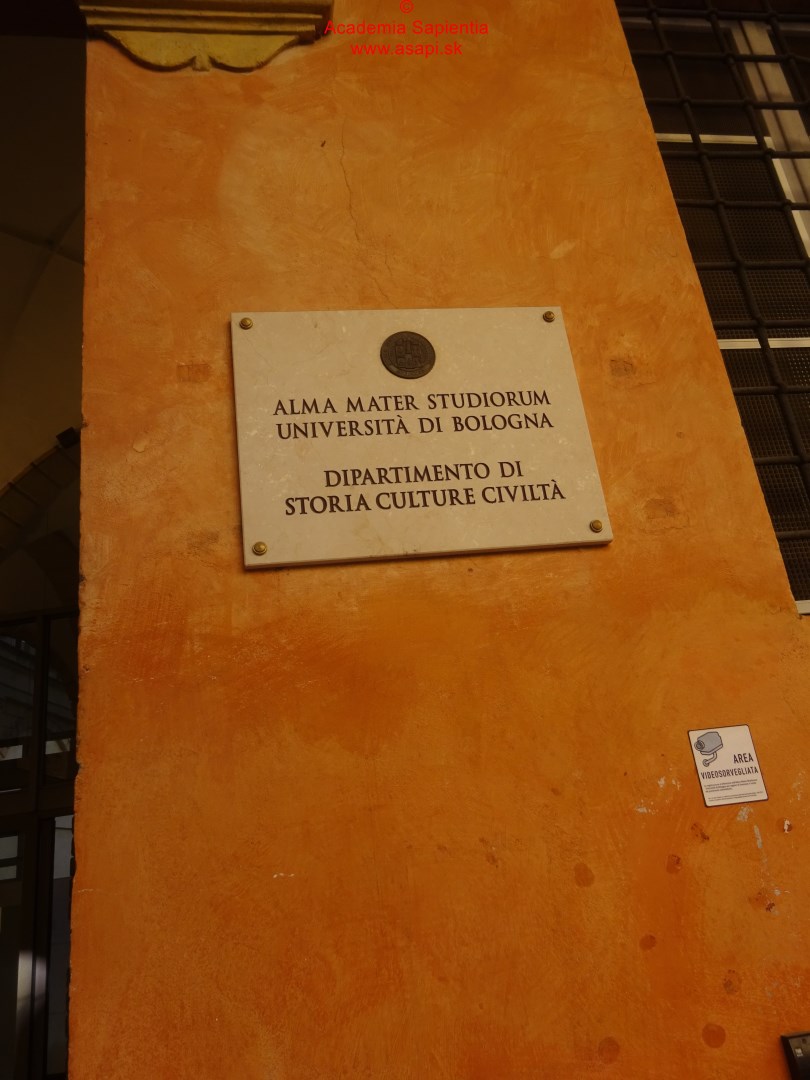 ©
Academia Sapientia
www.asapi.sk
ALMA MATER STUDIORUM
UNIVERSITÀ DI BOLOGNA
DIPARTIMENTO DI
STORIA CULTURE CIVILTÀ
AREA
VIDEOSORVEGLIATA